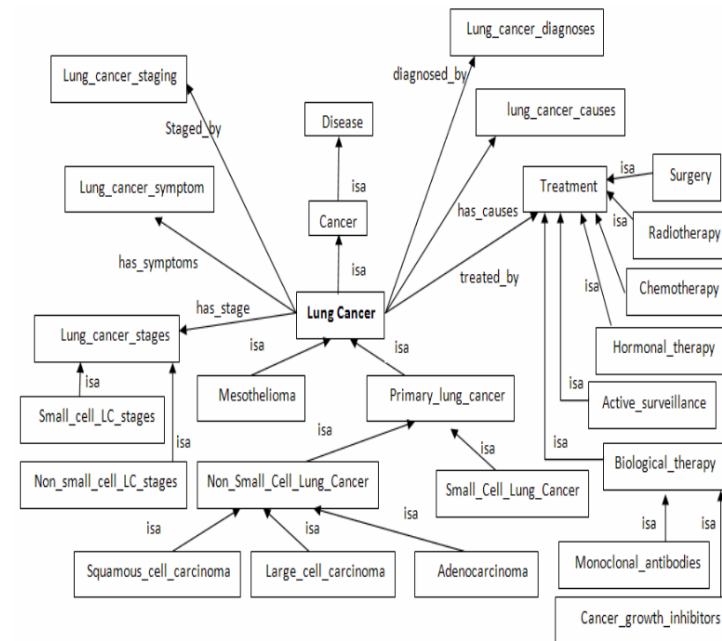 Lung_cancer_diagnoses
Lung_cancer_staging
diagnosed_by
Disease
lung_cancer_causes
Staged_by
isa
Surgery
Lung_cancer_symptom
isa
Treatment
Cancer
has_causes
isa
Radiotherapy
has_symptoms
isa
treated_by
Chemotherapy
has_stage
Lung Cancer
isa
Lung_cancer_stages
isa
isa
Hormonal_therapy
isa
Mesothelioma
Primary_lung_cancer
isa
Active_surveillance
Small_cell_LC_stages
isa
isa
isa
isa
Biological_therapy
Non_small_cell_LC_stages
Non_Small_Cell_Lung_Cancer
Small_Cell_Lung_Cancer
isa
isa
isa
isa
isa
Squamous_cell_carcinoma
Large_cell_carcinoma
Adenocarcinoma
Monoclonal_antibodies
Cancer_growth_inhibitors